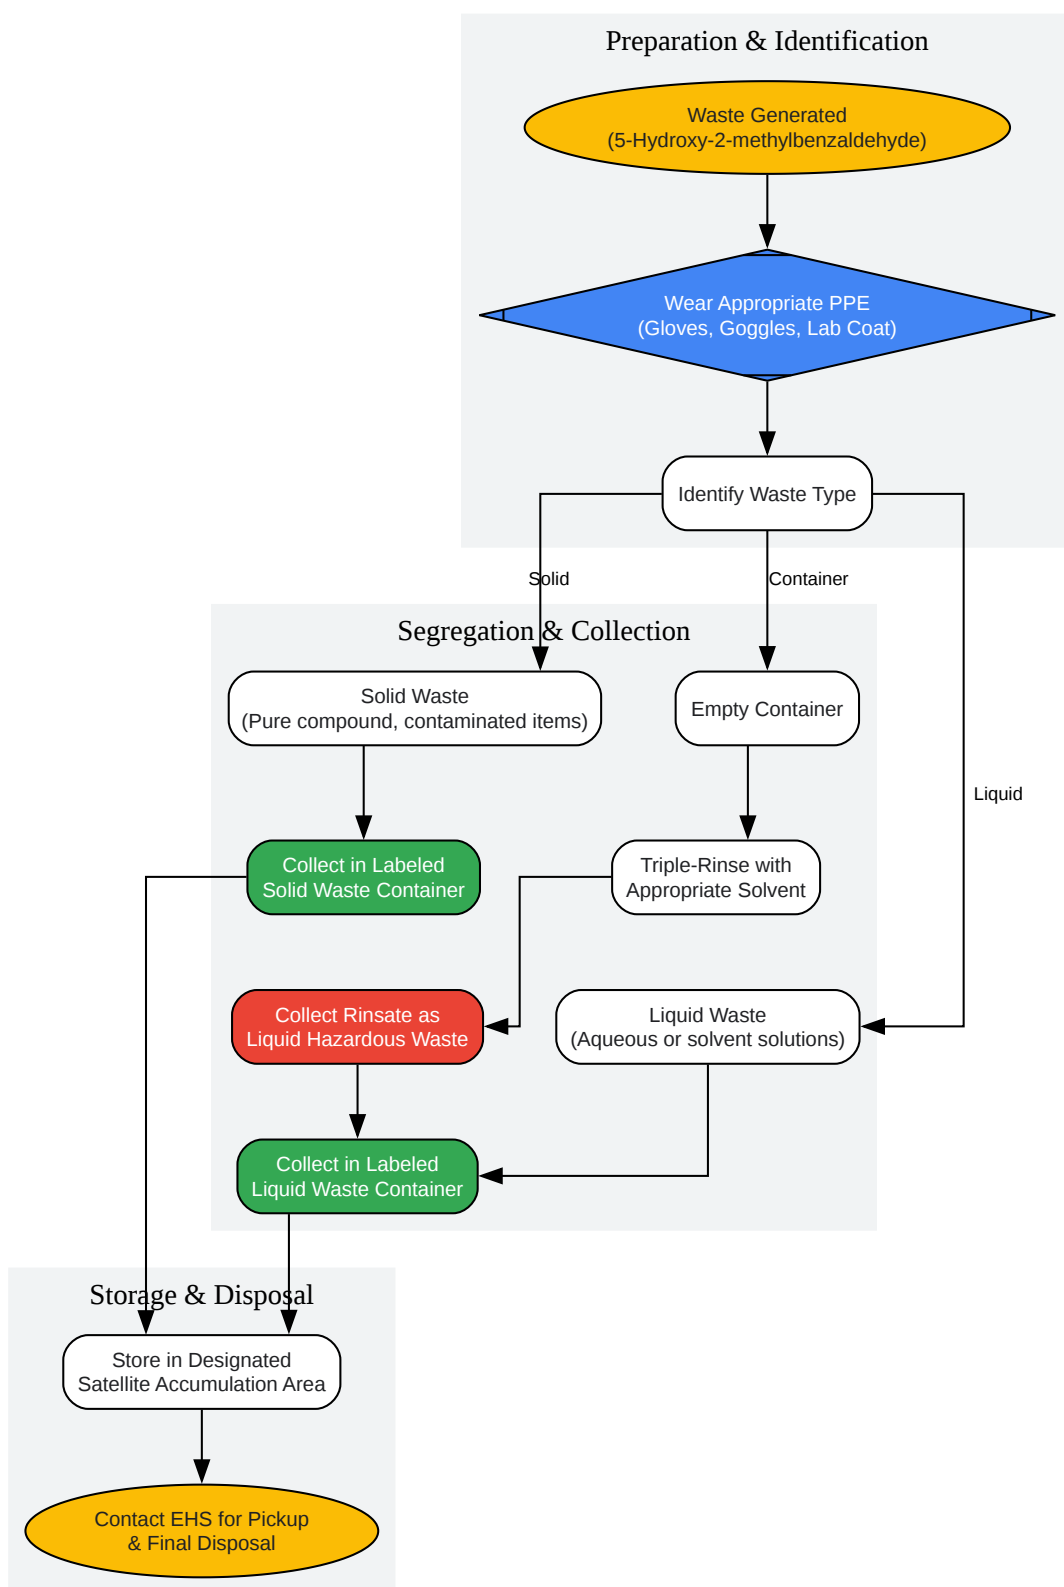 Preparation & Identification
Waste Generated
(5-Hydroxy-2-methylbenzaldehyde)
Wear Appropriate PPE
(Gloves, Goggles, Lab Coat)
Identify Waste Type
Solid
Container
Segregation & Collection
Solid Waste
(Pure compound, contaminated items)
Empty Container
Liquid
Collect in Labeled
Solid Waste Container
Triple-Rinse with
Appropriate Solvent
Collect Rinsate as
Liquid Hazardous Waste
Liquid Waste
(Aqueous or solvent solutions)
Collect in Labeled
Liquid Waste Container
Storage & Disposal
Store in Designated
Satellite Accumulation Area
Contact EHS for Pickup
& Final Disposal